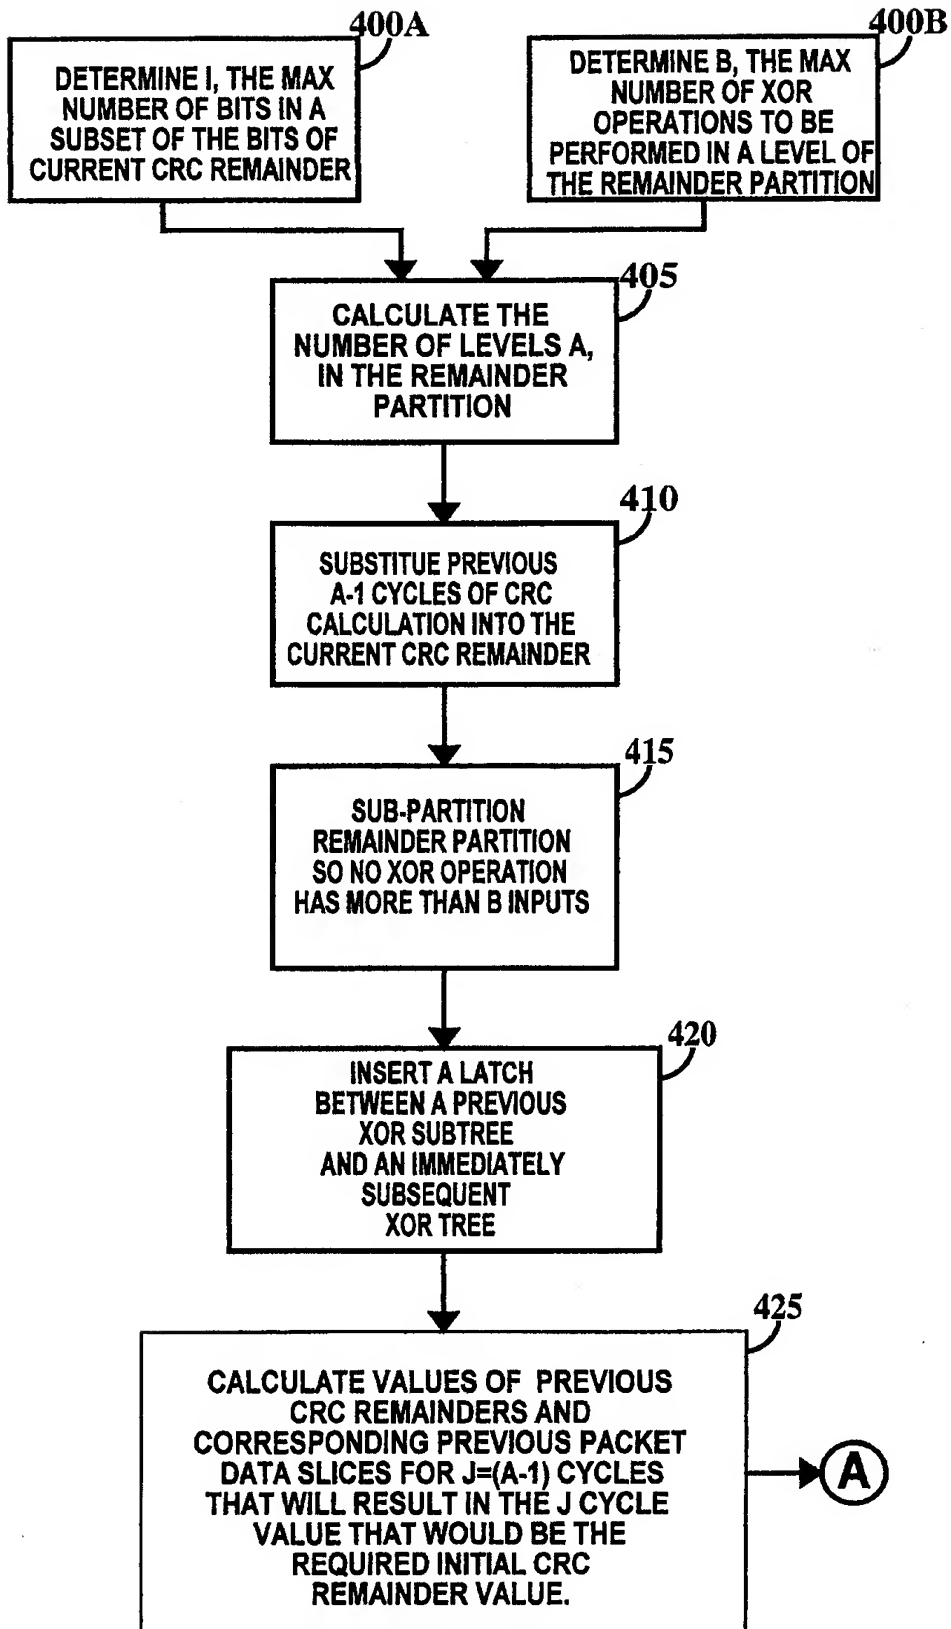 400A
DETERMINE I, THE MAX
NUMBER OF BITS IN A
SUBSET OF THE BITS OF
CURRENT CRC REMAINDER
400B
DETERMINE B, THE MAX
NUMBER OF XOR
OPERATIONS TO BE
PERFORMED IN A LEVEL OF
THE REMAINDER PARTITION
405
CALCULATE THE
NUMBER OF LEVELS A,
IN THE REMAINDER
PARTITION
410
SUBSTITUE PREVIOUS
A-1 CYCLES OF CRC
CALCULATION INTO THE
CURRENT CRC REMAINDER
415
SUB-PARTITION
REMAINDER PARTITION
SO NO XOR OPERATION
HAS MORE THAN B INPUTS
420
INSERT A LATCH
BETWEEN A PREVIOUS
XOR SUBTREE
AND AN IMMEDIATELY
SUBSEQUENT
XOR TREE
425
CALCULATE VALUES OF PREVIOUS
CRC REMAINDERS AND
CORRESPONDING PREVIOUS PACKET
DATA SLICES FOR J=(A-1) CYCLES
THAT WILL RESULT IN THE J CYCLE
VALUE THAT WOULD BE THE
REQUIRED INITIAL CRC
REMAINDER VALUE.
A